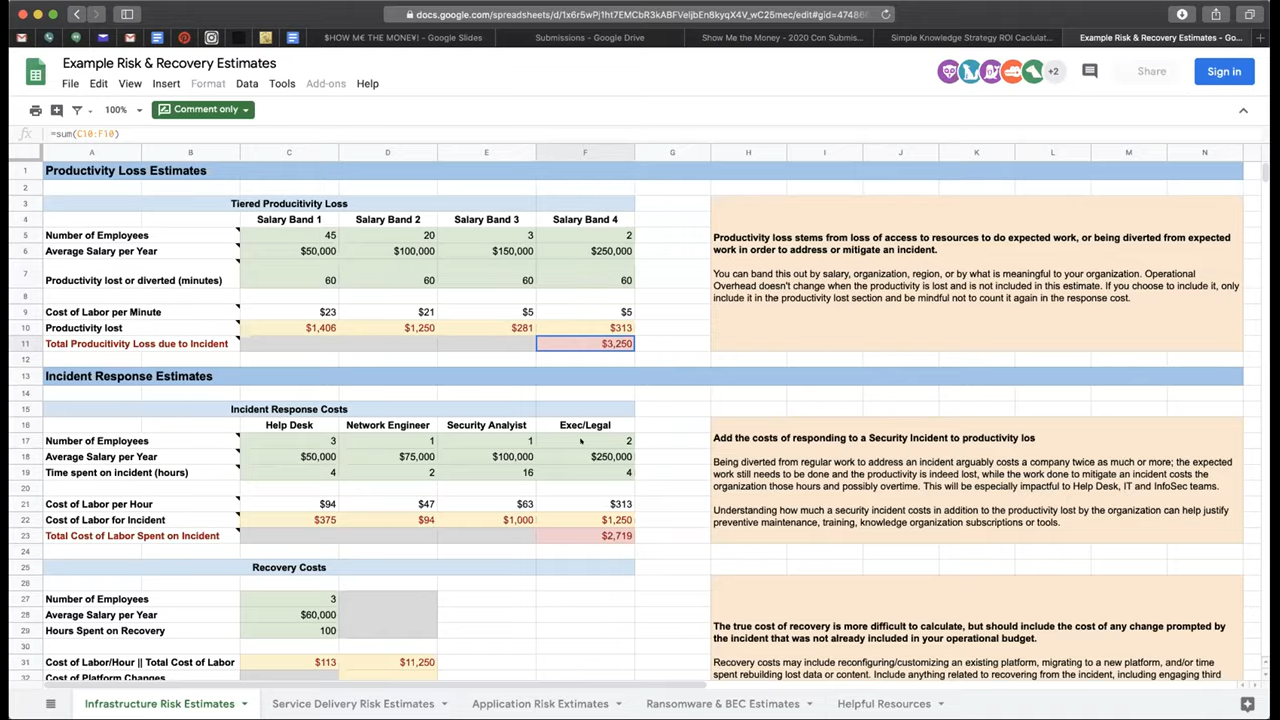 docs.google.com/spreadsheets/d/1x6r5wPj1ht7EMCbR3kABFVeljbEn8kyqX4V_wC25mec/edit#gid=47486
$HOW M€ THE MONE¥! - Google Slides
Submissions - Google Drive
Show Me the Money - 2020 Con Submis...
Simple Knowledge Strategy ROI Caclulat...
Example Risk & Recovery Estimates - Go...
Example Risk & Recovery Estimates
+2
Share
Sign in
File Edit View Insert Format Data Tools Add-ons Help
100%
Comment only
fx =sum(C10:F10)
A B C D E F G H I J K L M N
1 Productivity Loss Estimates
2
3 Tiered Producitivity Loss
4 Salary Band 1 Salary Band 2 Salary Band 3 Salary Band 4
5 Number of Employees 45 20 3 2
6 Average Salary per Year $50,000 $100,000 $150,000 $250,000
7 Productivity lost or diverted (minutes) 60 60 60 60
8
9 Cost of Labor per Minute $23 $21 $5 $5
10 Productivity lost $1,406 $1,250 $281 $313
11 Total Producitivity Loss due to Incident $3,250
12
Productivity loss stems from loss of access to resources to do expected work, or being diverted from expected
work in order to address or mitigate an incident.
You can band this out by salary, organization, region, or by what is meaningful to your organization. Operational
Overhead doesn't change when the productivity is lost and is not included in this estimate. If you choose to include it, only
include it in the productivity lost section and be mindful not to count it again in the response cost.
13 Incident Response Estimates
14
15 Incident Response Costs
16 Help Desk Network Engineer Security Analyist Exec/Legal
17 Number of Employees 3 1 1 2
18 Average Salary per Year $50,000 $75,000 $100,000 $250,000
19 Time spent on incident (hours) 4 2 16 4
20
21 Cost of Labor per Hour $94 $47 $63 $313
22 Cost of Labor for Incident $375 $94 $1,000 $1,250
23 Total Cost of Labor Spent on Incident $2,719
24
Add the costs of responding to a Security Incident to productivity los
Being diverted from regular work to address an incident arguably costs a company twice as much or more; the expected
work still needs to be done and the productivity is indeed lost, while the work done to mitigate an incident costs the
organization those hours and possibly overtime. This will be especially impactful to Help Desk, IT and InfoSec teams.
Understanding how much a security incident costs in addition to the productivity lost by the organization can help justify
preventive maintenance, training, knowledge organization subscriptions or tools.
25 Recovery Costs
26
27 Number of Employees 3
28 Average Salary per Year $60,000
29 Hours Spent on Recovery 100
30
31 Cost of Labor/Hour || Total Cost of Labor $113 $11,250
32 Cost of Platform Changes
The true cost of recovery is more difficult to calculate, but should include the cost of any change prompted by
the incident that was not already included in your operational budget.
Recovery costs may include reconfiguring/customizing an existing platform, migrating to a new platform, and/or time
spent rebuilding lost data or content. Include anything related to recovering from the incident, including engaging third
Infrastructure Risk Estimates
Service Delivery Risk Estimates
Application Risk Estimates
Ransomware & BEC Estimates
Helpful Resources